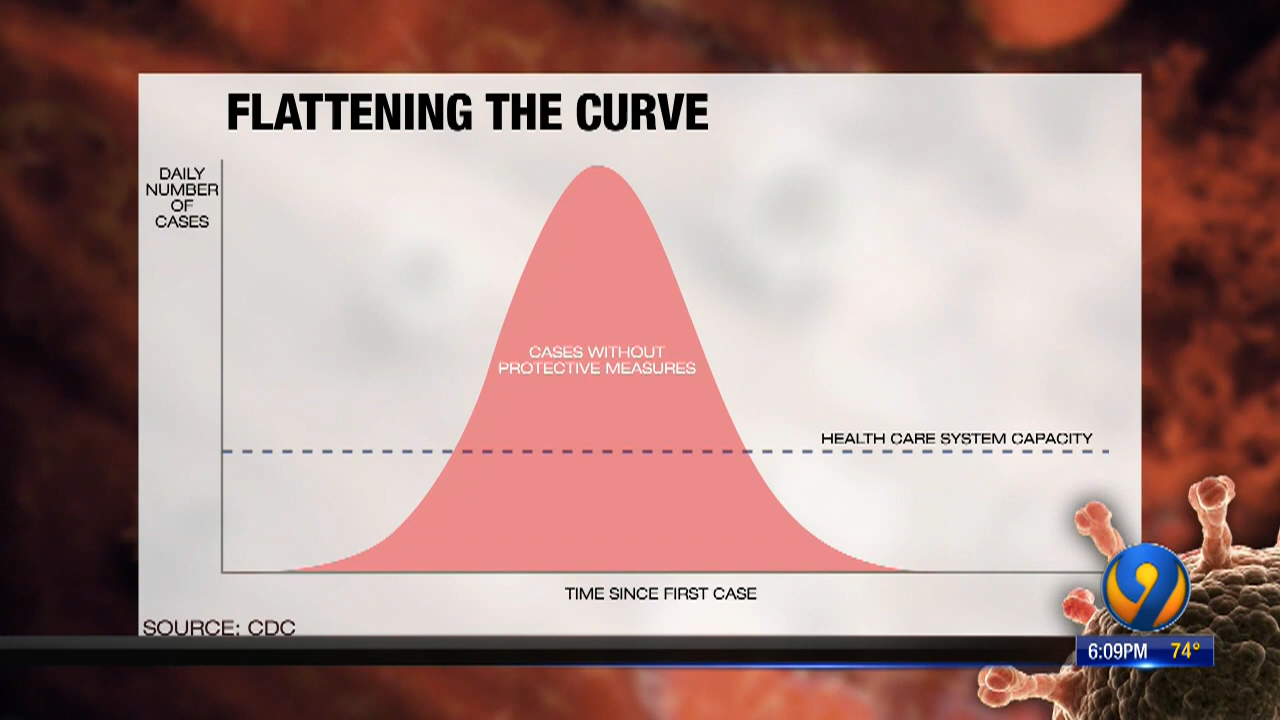 FLATTENING THE CURVE
DAILY
NUMBER
OF
CASES
CASES WITHOUT
PROTECTIVE MEASURES
HEALTH CARE SYSTEM CAPACITY
TIME SINCE FIRST CASE
SOURCE: CDC
9
6:09PM 74°